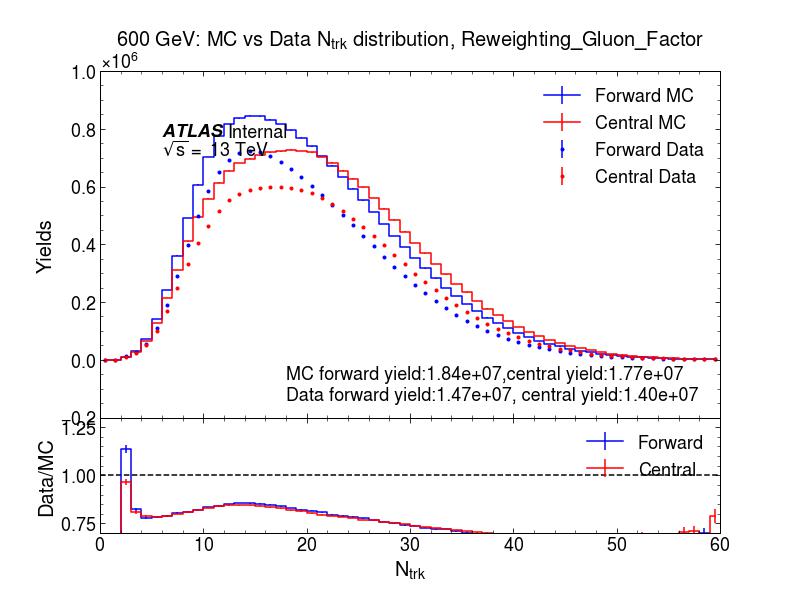 600 GeV: MC vs Data N_trk distribution, Reweighting_Gluon_Factor
×10⁶
1.0
0.8
0.6
0.4
0.2
0.0
0.2
Yields
ATLAS Internal
√s = 13 TeV
Forward MC
Central MC
Forward Data
Central Data
MC forward yield:1.84e+07,central yield:1.77e+07
Data forward yield:1.47e+07, central yield:1.40e+07
1.25
1.00
0.75
Data/MC
Forward
Central
0 10 20 30 40 50 60
N_trk